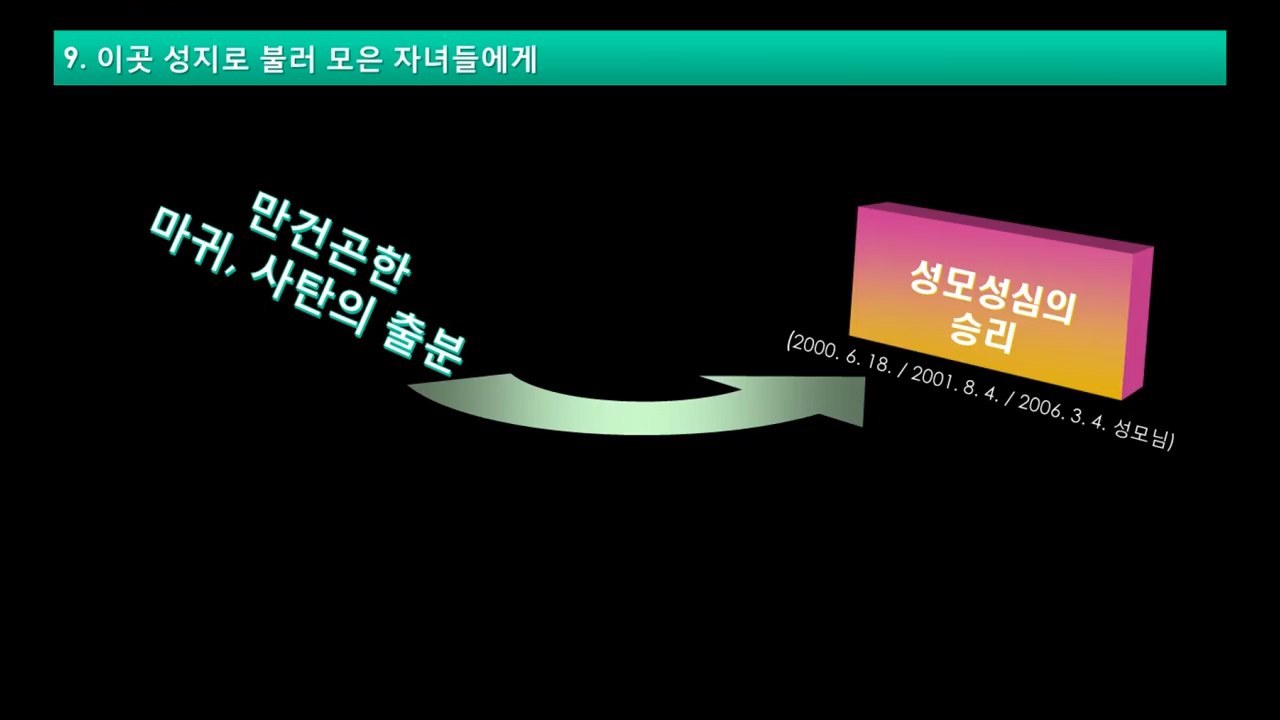 9. 이곳 성지로 불러 모은 자녀들에게
만건곤한
마귀, 사탄의 출분
성모성심의
승리
(2000. 6. 18. / 2001. 8. 4. / 2006. 3. 4. 성모님)